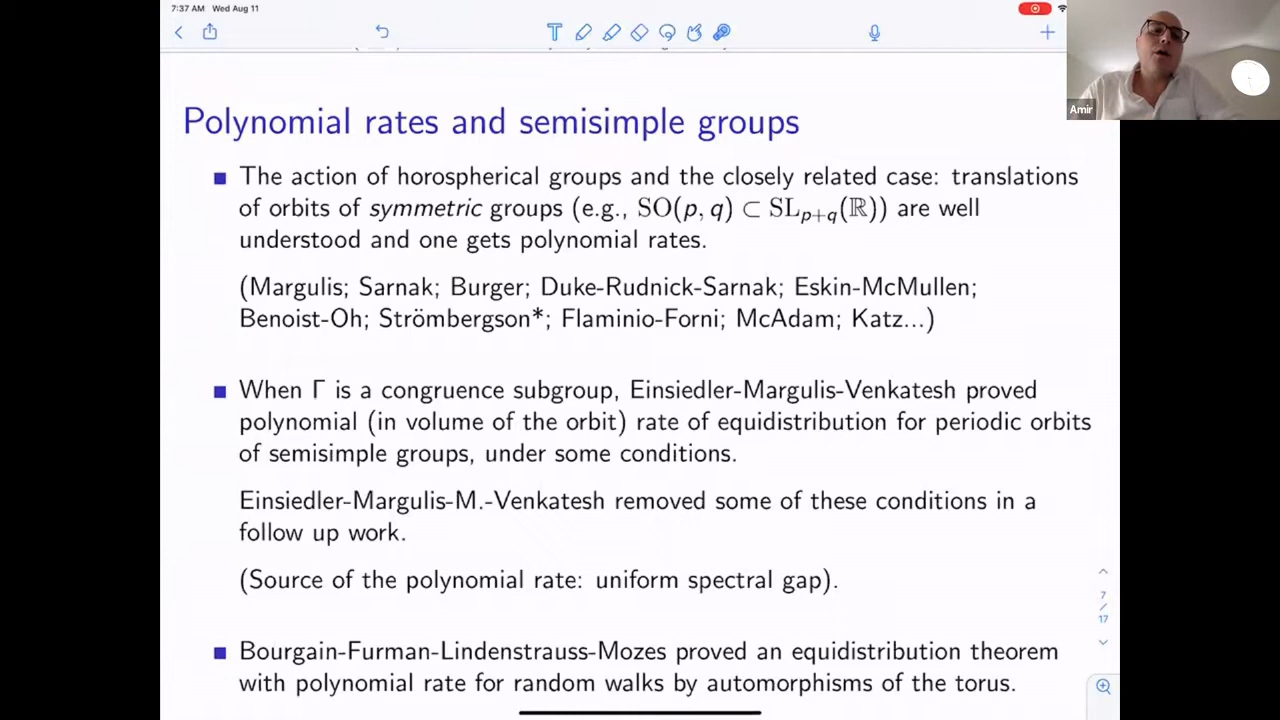 7:37 AM Wed Aug 11
T
Amir
Polynomial rates and semisimple groups
The action of horospherical groups and the closely related case: translations
of orbits of symmetric groups (e.g., SO(p, q) ⊂ SLp+q(ℝ)) are well
understood and one gets polynomial rates.
(Margulis; Sarnak; Burger; Duke-Rudnick-Sarnak; Eskin-McMullen;
Benoist-Oh; Strömbergson*; Flaminio-Forni; McAdam; Katz...)
When Γ is a congruence subgroup, Einsiedler-Margulis-Venkatesh proved
polynomial (in volume of the orbit) rate of equidistribution for periodic orbits
of semisimple groups, under some conditions.
Einsiedler-Margulis-M.-Venkatesh removed some of these conditions in a
follow up work.
(Source of the polynomial rate: uniform spectral gap).
7
/
17
Bourgain-Furman-Lindenstrauss-Mozes proved an equidistribution theorem
with polynomial rate for random walks by automorphisms of the torus.